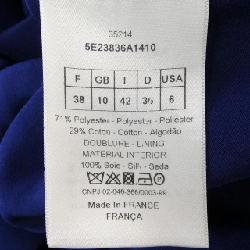 35214
5E23836A1410
F GB I D USA
38 10 42 36 6
71% Polyester - Polyester - Poliester
29% Coton - Cotton - Algodão
DOUBLURE - LINING
MATERIAL INTERIOR
100% Soie - Silk - Seda
Made In FRANCE
FRANÇA